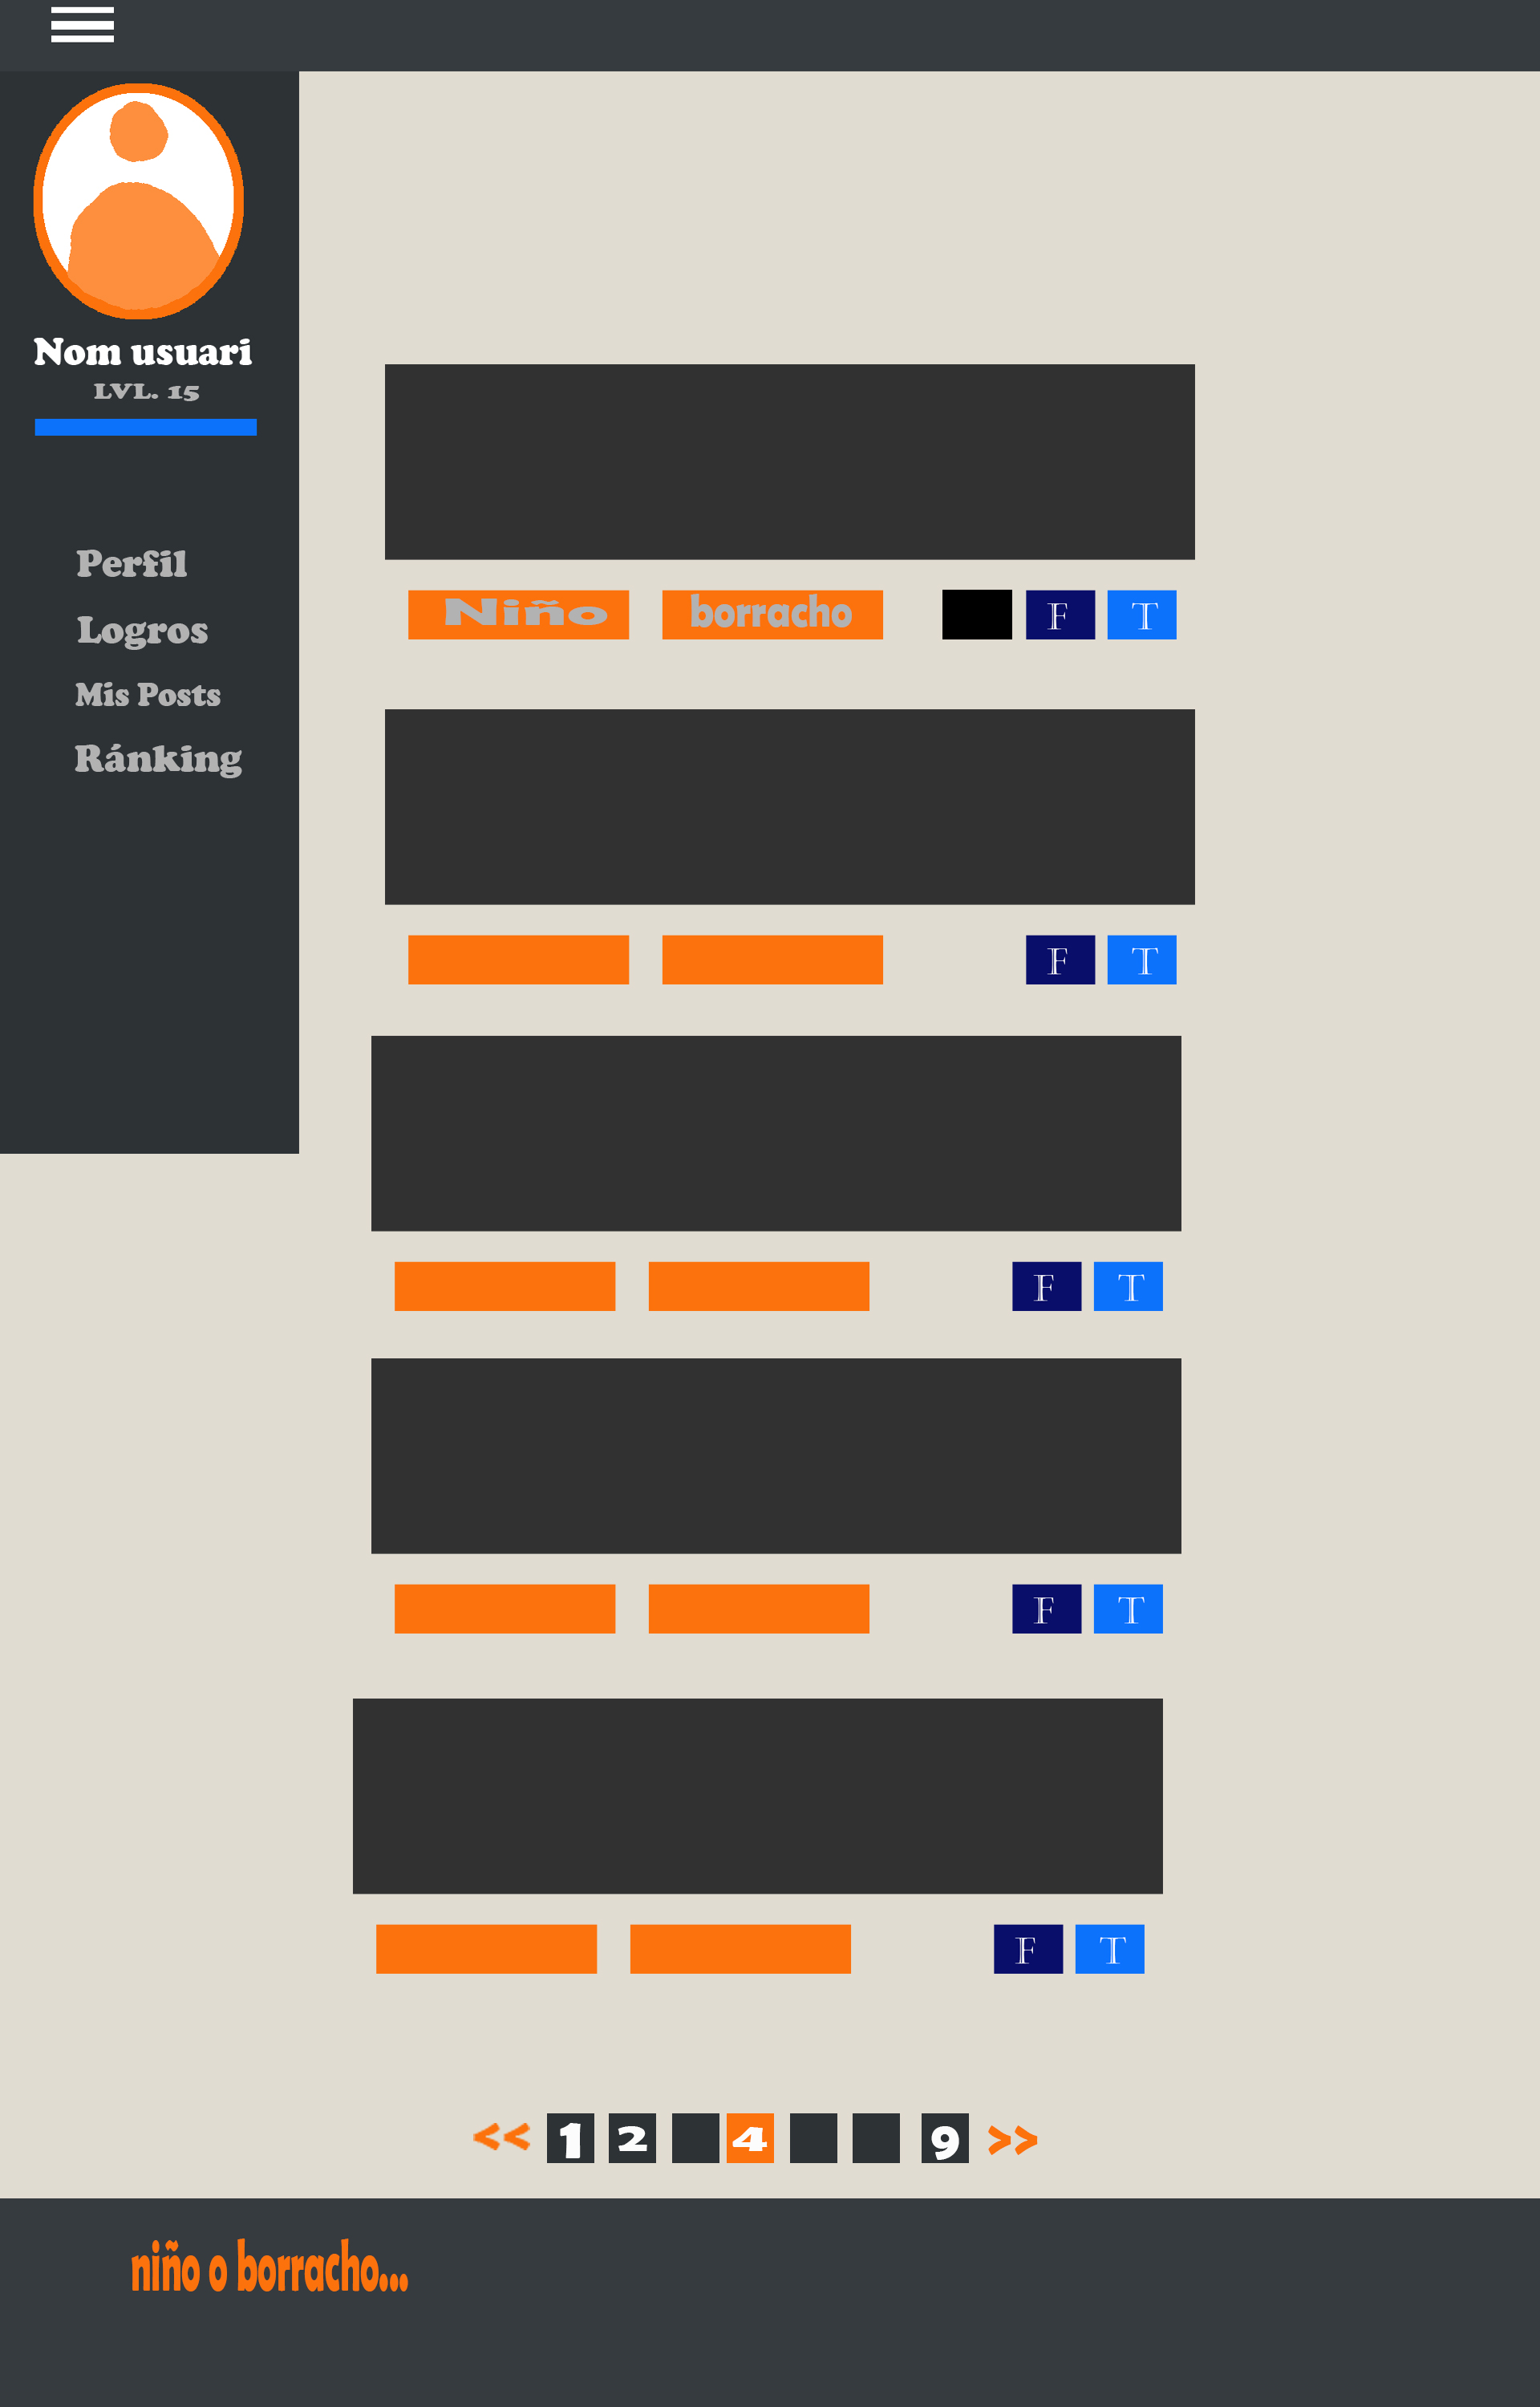 Nom usuari
LVL. 15
Perfil
Logros
Mis Posts
Ránking
Niño borracho F T
F T
F T
F T
F T
<< 1 2 4 9 >>
niño o borracho...